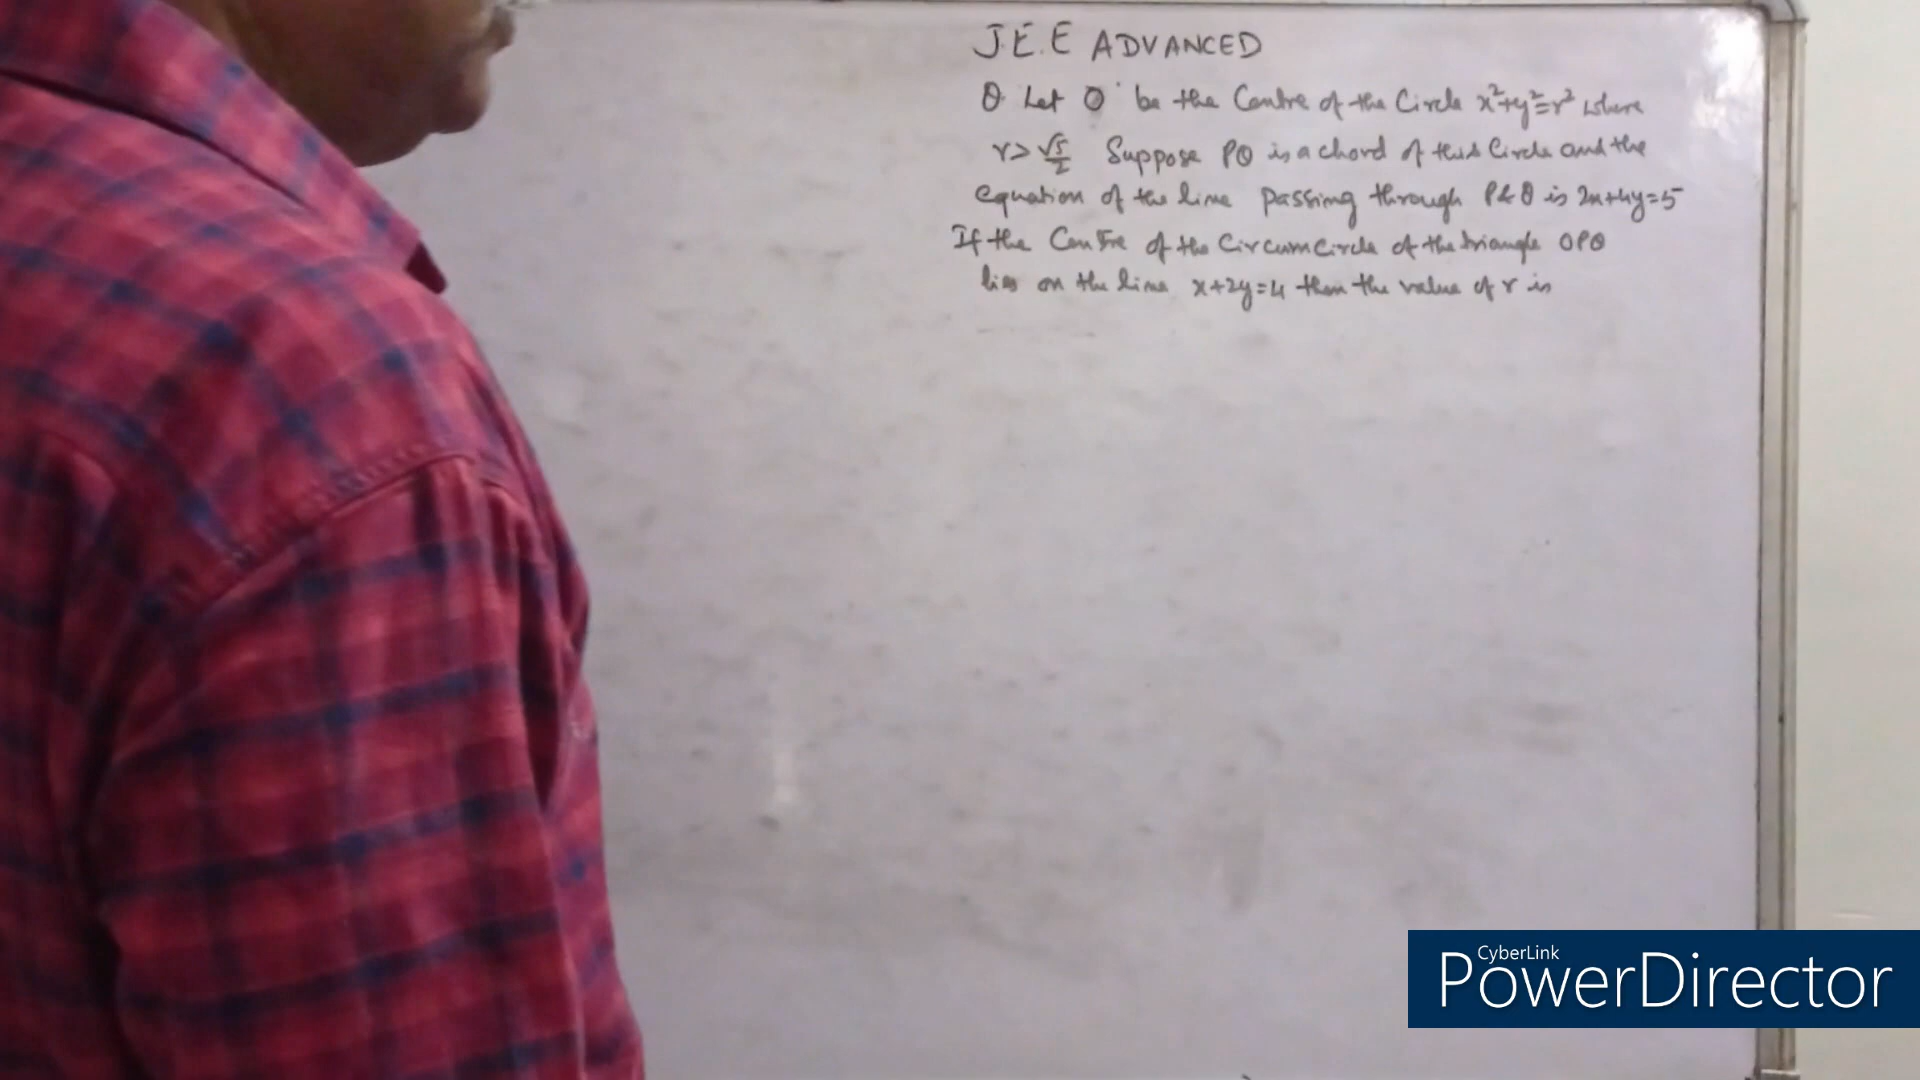 J.E.E ADVANCED
Q. Let O be the Centre of the Circle x²+y²=r² where
r>√5/2 Suppose PQ is a chord of this Circle and the
equation of the line passing through P & Q is 2x+4y=5
If the Centre of the Circumcircle of the triangle OPQ
lies on the line x+2y=4 then the value of r is
CyberLink
PowerDirector